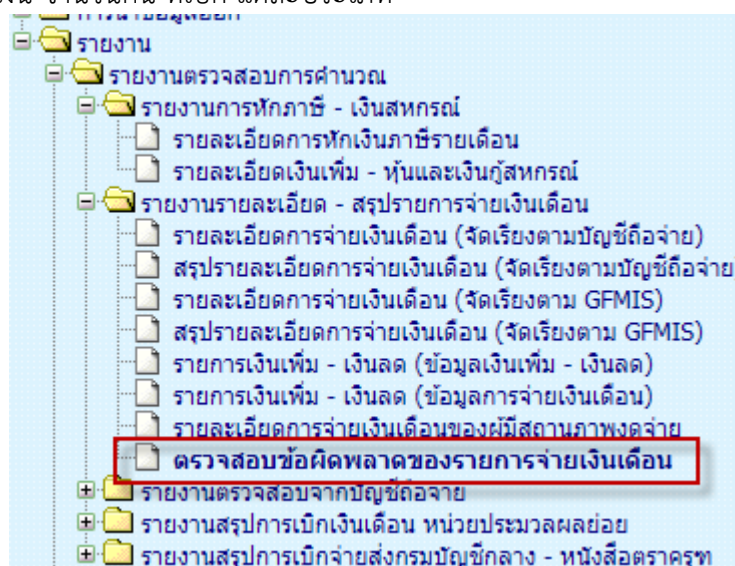 การนำข้อมูลออก
รายงาน
รายงานตรวจสอบการคำนวณ
รายงานการหักภาษี - เงินสหกรณ์
รายละเอียดการหักเงินภาษีรายเดือน
รายละเอียดเงินเพิ่ม - หุ้นและเงินกู้สหกรณ์
รายงานรายละเอียด - สรุปรายการจ่ายเงินเดือน
รายละเอียดการจ่ายเงินเดือน (จัดเรียงตามบัญชีถือจ่าย)
สรุปรายละเอียดการจ่ายเงินเดือน (จัดเรียงตามบัญชีถือจ่าย
รายละเอียดการจ่ายเงินเดือน (จัดเรียงตาม GFMIS)
สรุปรายละเอียดการจ่ายเงินเดือน (จัดเรียงตาม GFMIS)
รายการเงินเพิ่ม - เงินลด (ข้อมูลเงินเพิ่ม - เงินลด)
รายการเงินเพิ่ม - เงินลด (ข้อมูลการจ่ายเงินเดือน)
รายละเอียดการจ่ายเงินเดือนของผู้มีสถานภาพงดจ่าย
ตรวจสอบข้อผิดพลาดของรายการจ่ายเงินเดือน
รายงานตรวจสอบจากบัญชีถือจ่าย
รายงานสรุปการเบิกเงินเดือน หน่วยประมวลผลย่อย
รายงานสรุปการเบิกจ่ายส่งกรมบัญชีกลาง - หนังสือตราครุฑ